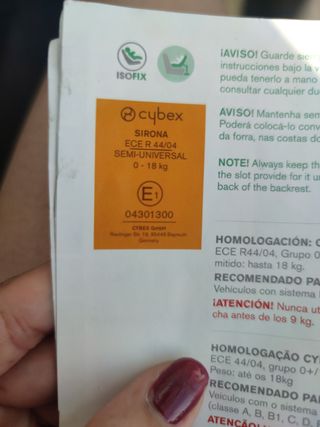 ISOFIX
cybex
SIRONA
ECE R 44/04
SEMI-UNIVERSAL
0 - 18 kg
E1
04301300
CYBEX GmbH
Riedinger Str. 18, 95448 Bayreuth
Germany
¡AVISO! Guarde sie
instrucciones bajo la v
pueda tenerlo a mano
consultar cualquier du
AVISO! Mantenha sem
Poderá colocá-lo conv
da forra, nas costas do
NOTE! Always keep th
the slot provide for it u
back of the backrest.
HOMOLOGACIÓN: C
ECE R44/04, Grupo 0
mitido: hasta 18 kg.
RECOMENDADO PA
Vehículos con sistema I
¡ATENCIÓN! Nunca ut
cha antes de los 9 kg.
HOMOLOGAÇÃO CY
ECE 44/04, grupo 0+/
Peso: até os 18kg
RECOMENDADO PA
Veículos com o sistema
(classe A, B, B1, C, D, E